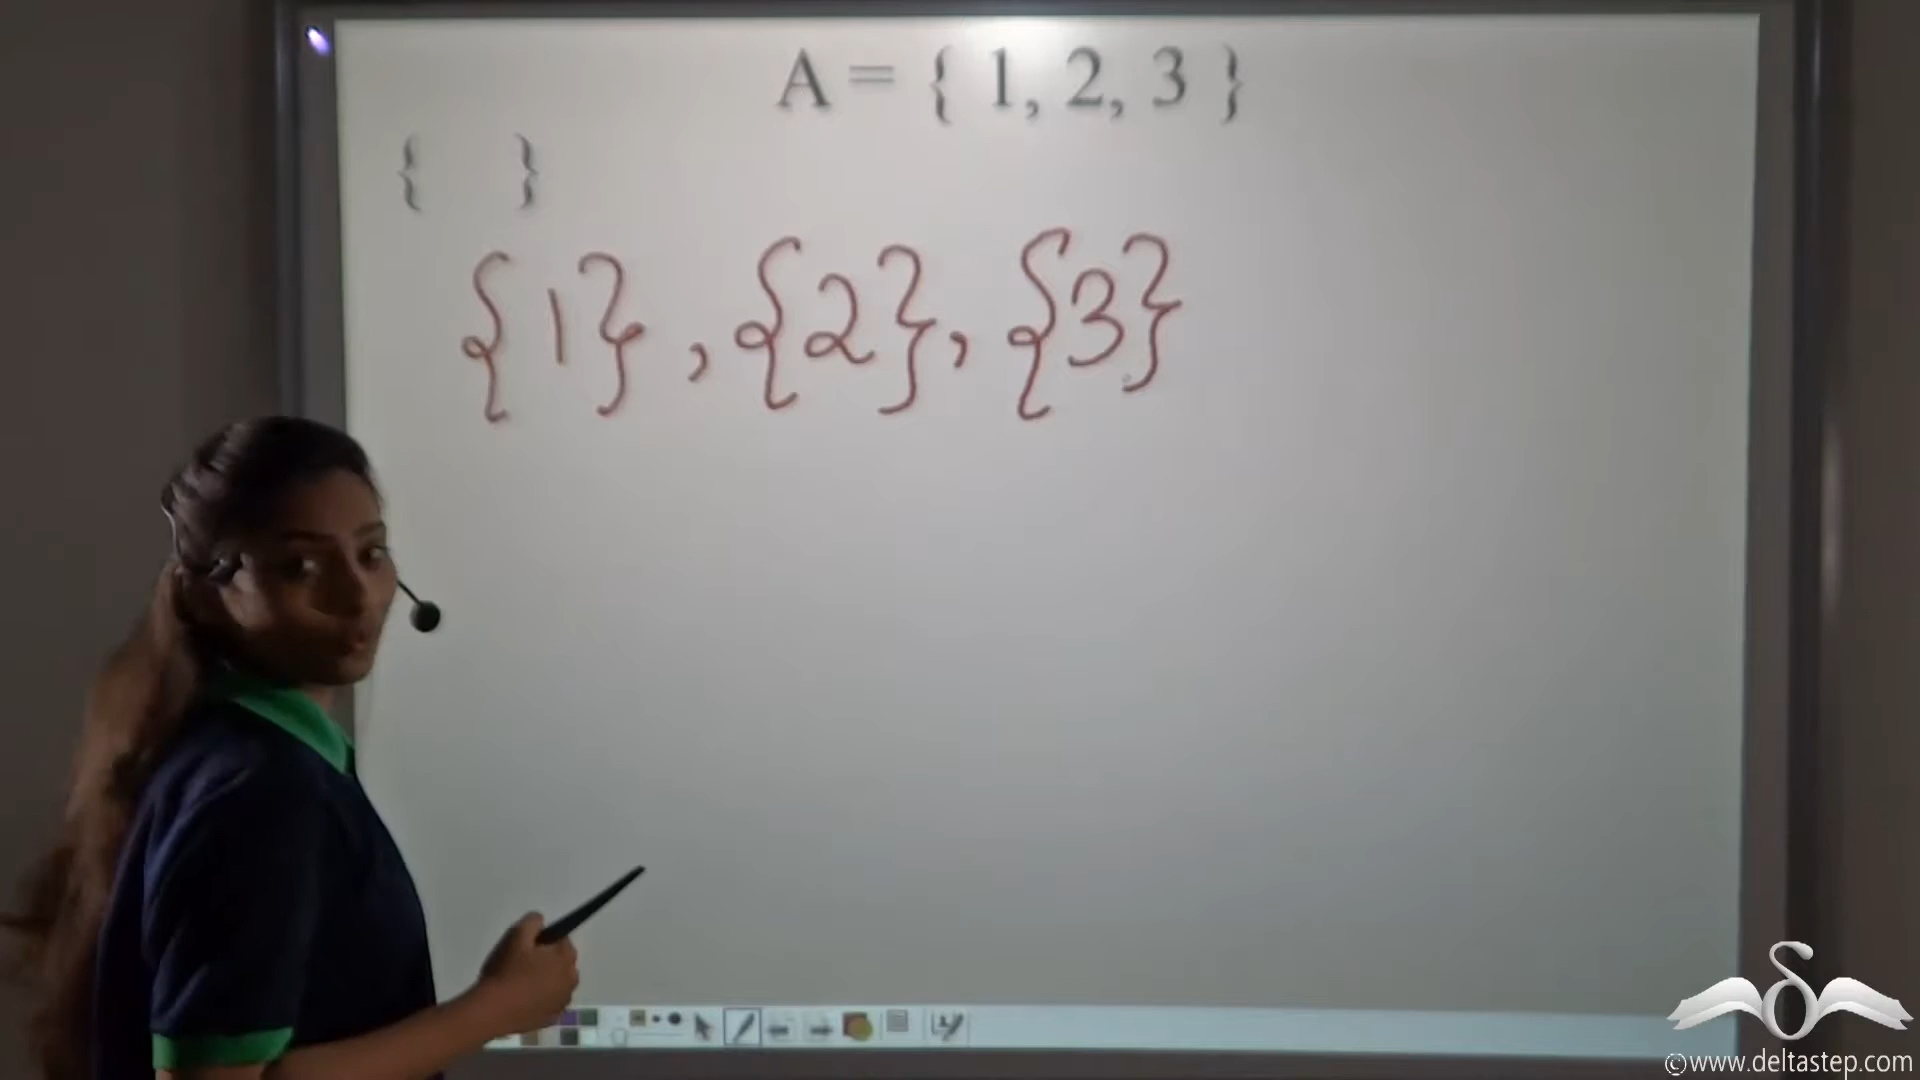 A = { 1, 2, 3 }
{ }
{1}, {2}, {3}
©www.deltastep.com